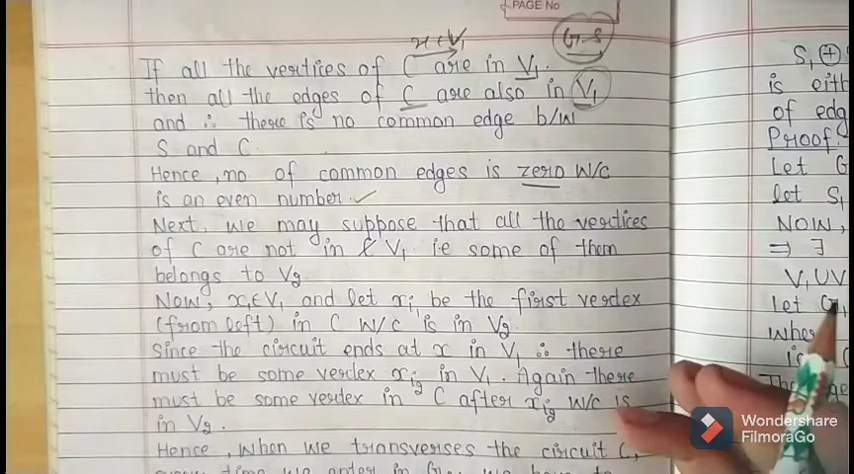 PAGE No
x ∈ V₁
G-S
If all the vertices of C are in V₁.
then all the edges of C are also in V₁
and ∴ there is no common edge b/w
S and C.
Hence, no of common edges is zero w/c
is an even number.
Next, we may suppose that all the vertices
of C are not in V₁ i.e some of them
belongs to V₂.
Now, x, ∈ V₁ and let xi, be the first vertex
(from left) in C w/c is in V₂.
Since the circuit ends at x in V₁ ∴ there
must be some vertex xi₂ in V₁. Again there
must be some vertex in C after xi₂ w/c is
in V₂.
Hence, when we transverses the circuit C,
S₁ ⊕
is eith
of edg
Proof:
Let G
let S₁
Now,
⇒ ∃
V₁ U V
Let G₁,
wher
is
Wondershare
FilmoraGo